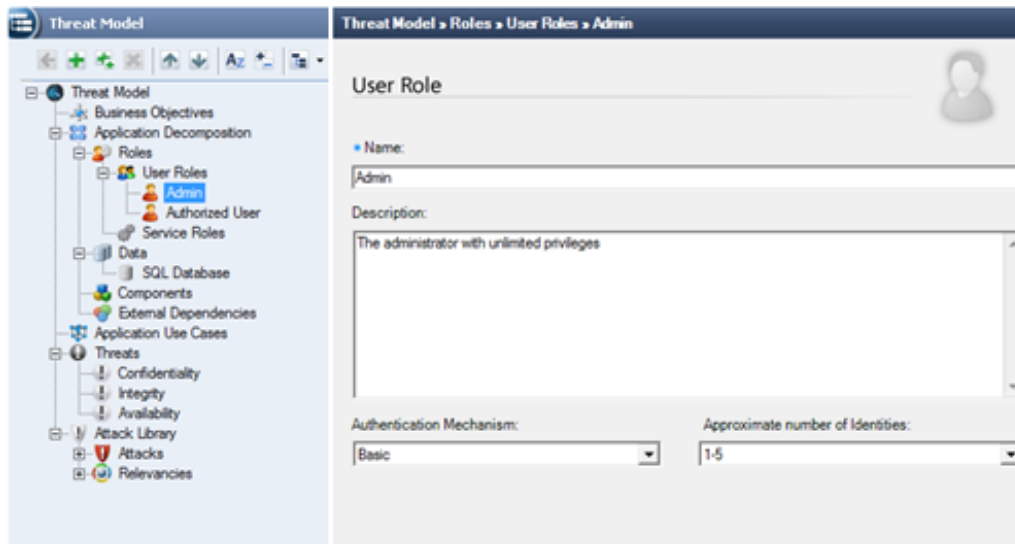 Threat Model
Threat Model » Roles » User Roles » Admin
AZ
Threat Model
Business Objectives
Application Decomposition
Roles
User Roles
Admin
Authorized User
Service Roles
Data
SQL Database
Components
External Dependencies
Application Use Cases
Threats
Confidentiality
Integrity
Availability
Attack Library
Attacks
Relevancies
User Role
Name:
Admin
Description:
The administrator with unlimited privileges
Authentication Mechanism:
Approximate number of Identities:
Basic
1-5